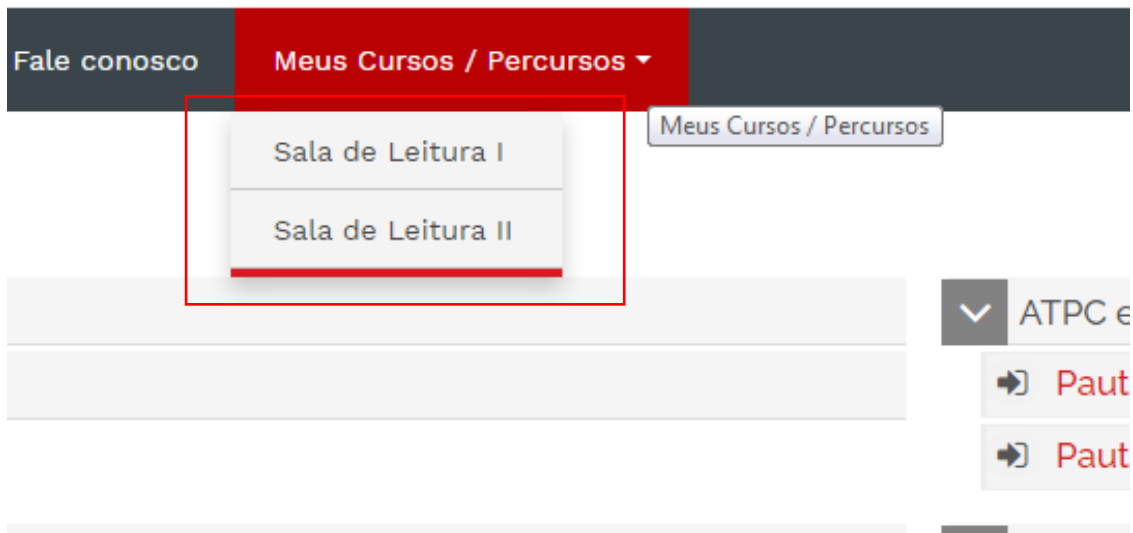 Fale conosco
Meus Cursos / Percursos
Meus Cursos / Percursos
Sala de Leitura I
Sala de Leitura II
ATPC e
Paut
Paut